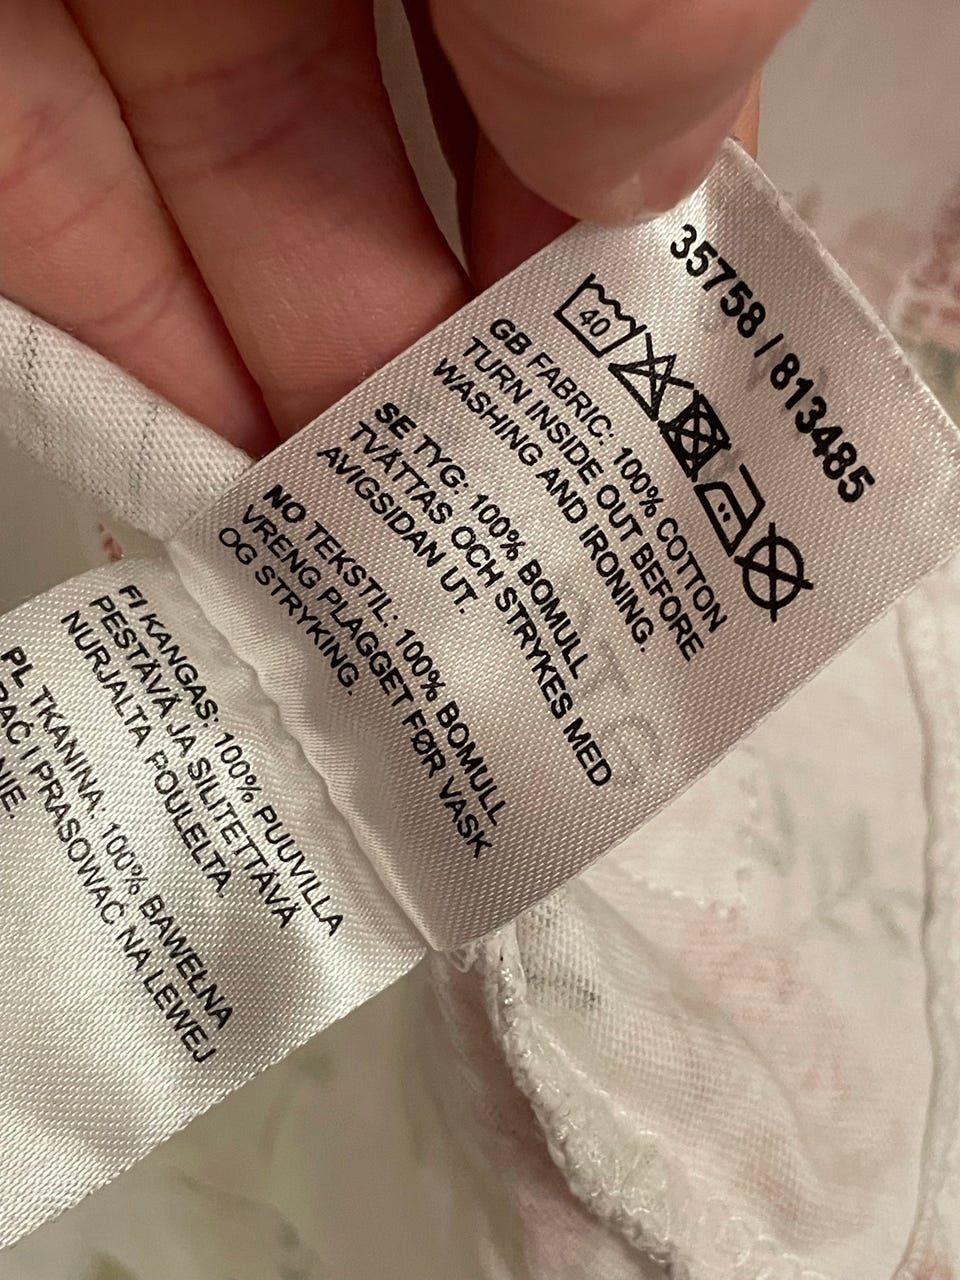 35758 / 813485
40
GB FABRIC: 100% COTTON
TURN INSIDE OUT BEFORE
WASHING AND IRONING.
SE TYG: 100% BOMULL
TVÄTTAS OCH STRYKES MED
AVIGSIDAN UT.
NO TEKSTIL: 100% BOMULL
VRENG PLAGGET FØR VASK
OG STRYKING.
FI KANGAS: 100% PUUVILLA
PESTÄVÄ JA SILITETTÄVÄ
NURJALTA PUOLELTA.
PL TKANINA: 100% BAWEŁNA
I PRASOWAĆ NA LEWEJ